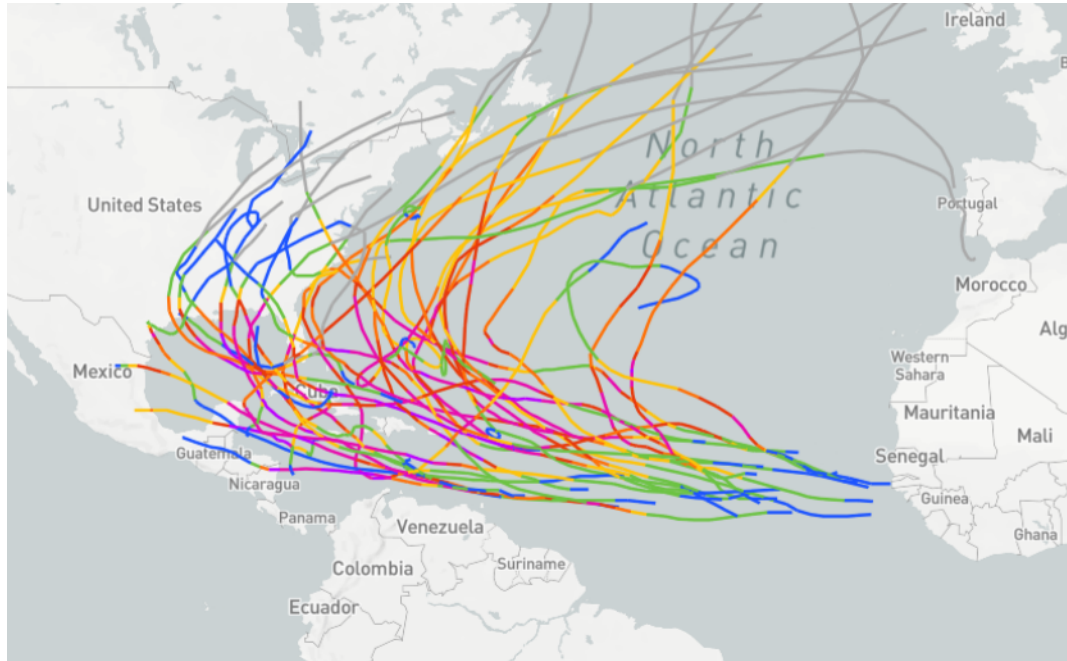 Ireland
B
North
Atlantic
Ocean
United States
Portugal
Morocco
Alg
Western
Sahara
Mexico
Cuba
Mauritania
Mali
Guatemala
Senegal
Nicaragua
Guinea
Panama
Venezuela
Ghana
Suriname
Colombia
Ecuador